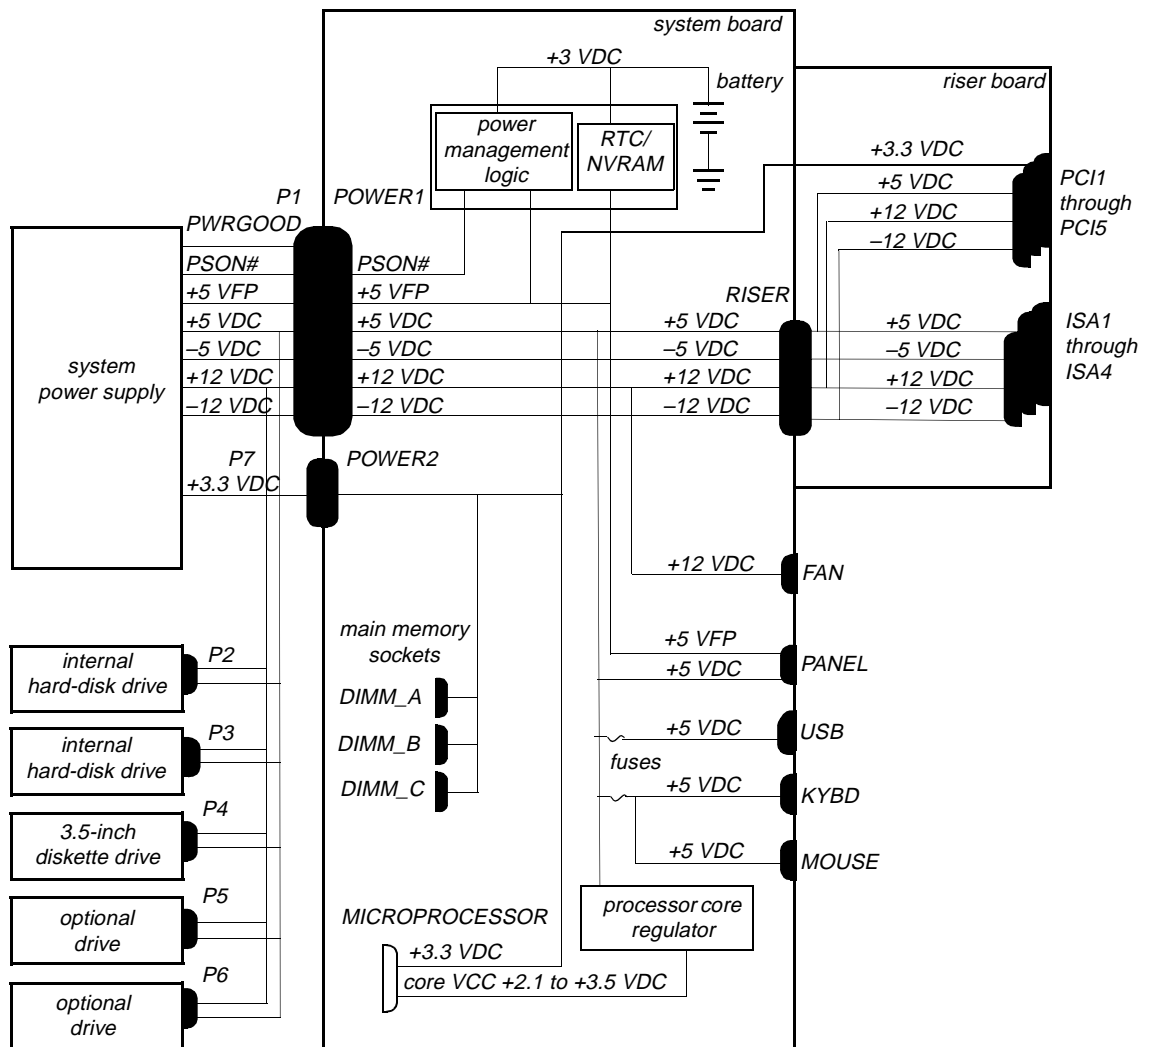 system board
+3 VDC
battery
riser board
power
management
logic
RTC/
NVRAM
+3.3 VDC
+5 VDC
+12 VDC
–12 VDC
PCI1
through
PCI5
P1
POWER1
PWRGOOD
PSON#
+5 VFP
+5 VDC
–5 VDC
+12 VDC
–12 VDC
PSON#
+5 VFP
+5 VDC
–5 VDC
+12 VDC
–12 VDC
RISER
+5 VDC
–5 VDC
+12 VDC
–12 VDC
+5 VDC
–5 VDC
+12 VDC
–12 VDC
ISA1
through
ISA4
system
power supply
P7
POWER2
+3.3 VDC
+12 VDC
FAN
main memory
sockets
DIMM_A
DIMM_B
DIMM_C
+5 VFP
+5 VDC
PANEL
+5 VDC
USB
fuses
+5 VDC
KYBD
+5 VDC
MOUSE
internal
hard-disk drive
P2
internal
hard-disk drive
P3
3.5-inch
diskette drive
P4
optional
drive
P5
optional
drive
P6
processor core
regulator
MICROPROCESSOR
+3.3 VDC
core VCC +2.1 to +3.5 VDC